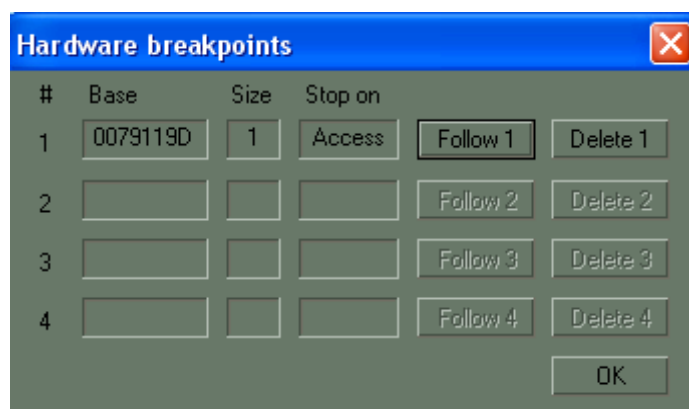 Hardware breakpoints
# Base Size Stop on
1 0079119D 1 Access Follow 1 Delete 1
2 Follow 2 Delete 2
3 Follow 3 Delete 3
4 Follow 4 Delete 4
OK